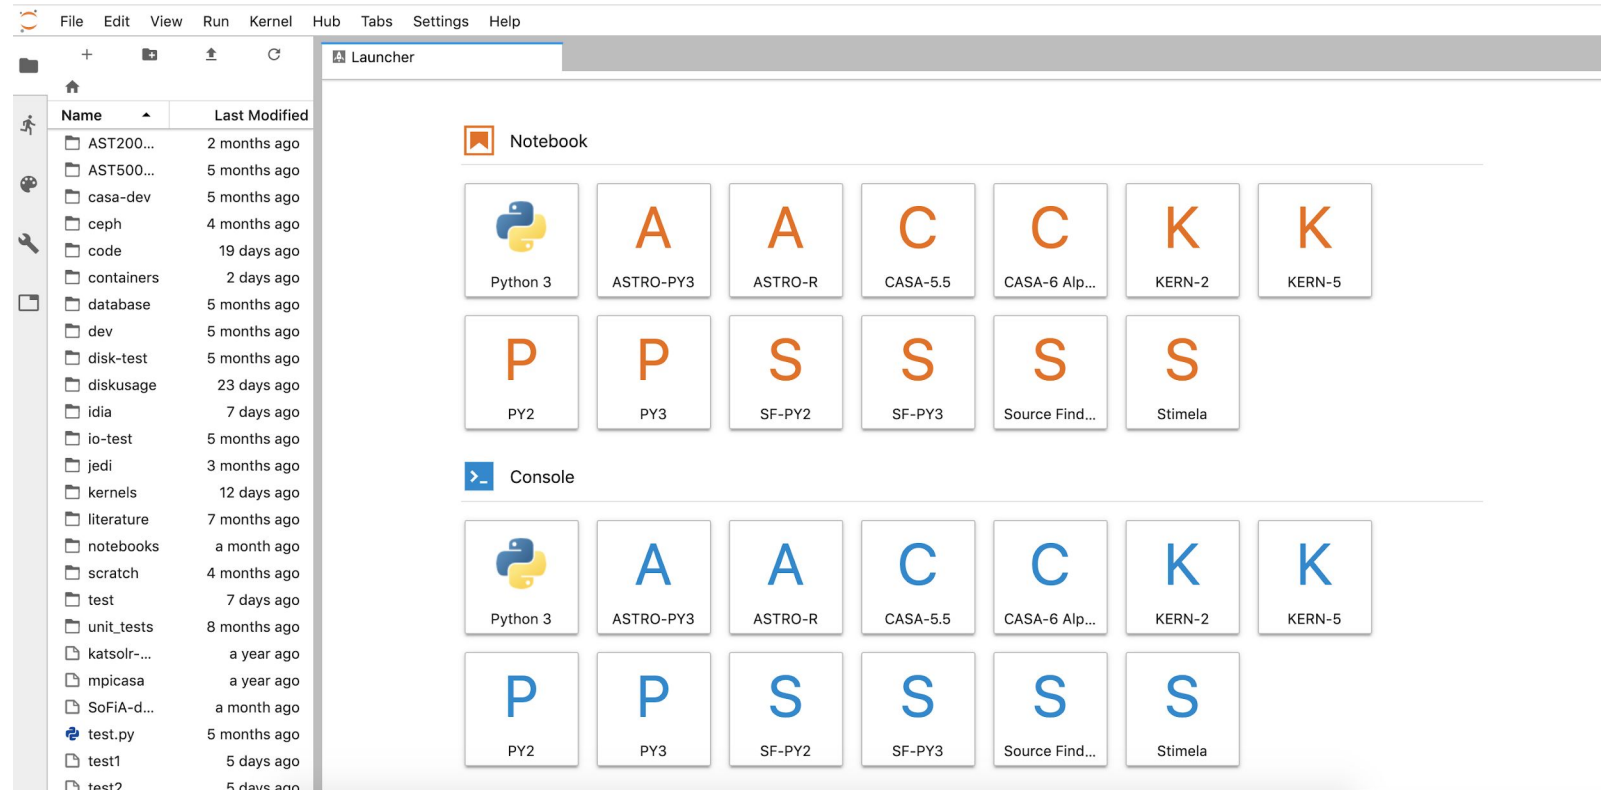 File Edit View Run Kernel Hub Tabs Settings Help
Launcher
Name Last Modified
AST200... 2 months ago
AST500... 5 months ago
casa-dev 5 months ago
ceph 4 months ago
code 19 days ago
containers 2 days ago
database 5 months ago
dev 5 months ago
disk-test 5 months ago
diskusage 23 days ago
idia 7 days ago
io-test 5 months ago
jedi 3 months ago
kernels 12 days ago
literature 7 months ago
notebooks a month ago
scratch 4 months ago
test 7 days ago
unit_tests 8 months ago
katsolr-... a year ago
mpicasa a year ago
SoFiA-d... a month ago
test.py 5 months ago
test1 5 days ago
test2 5 days ago
Notebook
A A C C K K
Python 3 ASTRO-PY3 ASTRO-R CASA-5.5 CASA-6 Alp... KERN-2 KERN-5
P P S S S S
PY2 PY3 SF-PY2 SF-PY3 Source Find... Stimela
Console
A A C C K K
Python 3 ASTRO-PY3 ASTRO-R CASA-5.5 CASA-6 Alp... KERN-2 KERN-5
P P S S S S
PY2 PY3 SF-PY2 SF-PY3 Source Find... Stimela